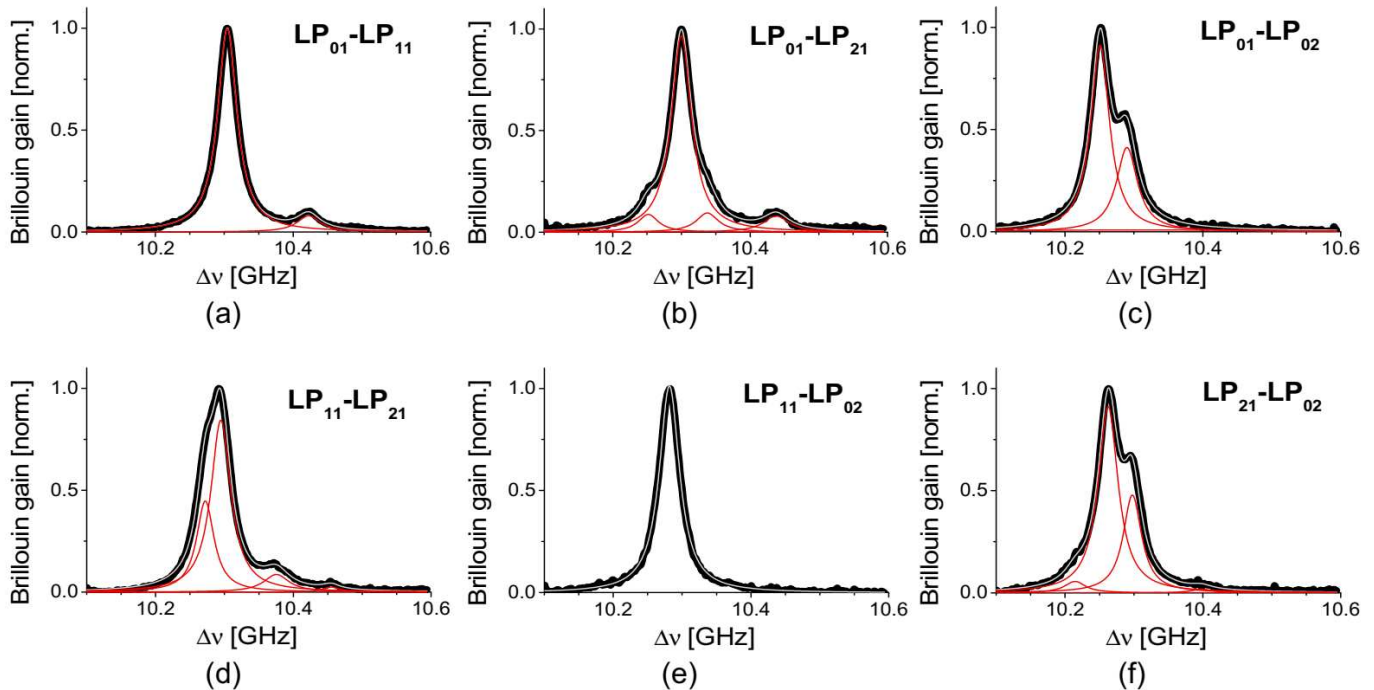 Brillouin gain [norm.]
1.0
0.5
0.0
LP₀₁-LP₁₁
10.2 10.4 10.6
Δν [GHz]
(a)
Brillouin gain [norm.]
1.0
0.5
0.0
LP₀₁-LP₂₁
10.2 10.4 10.6
Δν [GHz]
(b)
Brillouin gain [norm.]
1.0
0.5
0.0
LP₀₁-LP₀₂
10.2 10.4 10.6
Δν [GHz]
(c)
Brillouin gain [norm.]
1.0
0.5
0.0
LP₁₁-LP₂₁
10.2 10.4 10.6
Δν [GHz]
(d)
Brillouin gain [norm.]
1.0
0.5
0.0
LP₁₁-LP₀₂
10.2 10.4 10.6
Δν [GHz]
(e)
Brillouin gain [norm.]
1.0
0.5
0.0
LP₂₁-LP₀₂
10.2 10.4 10.6
Δν [GHz]
(f)